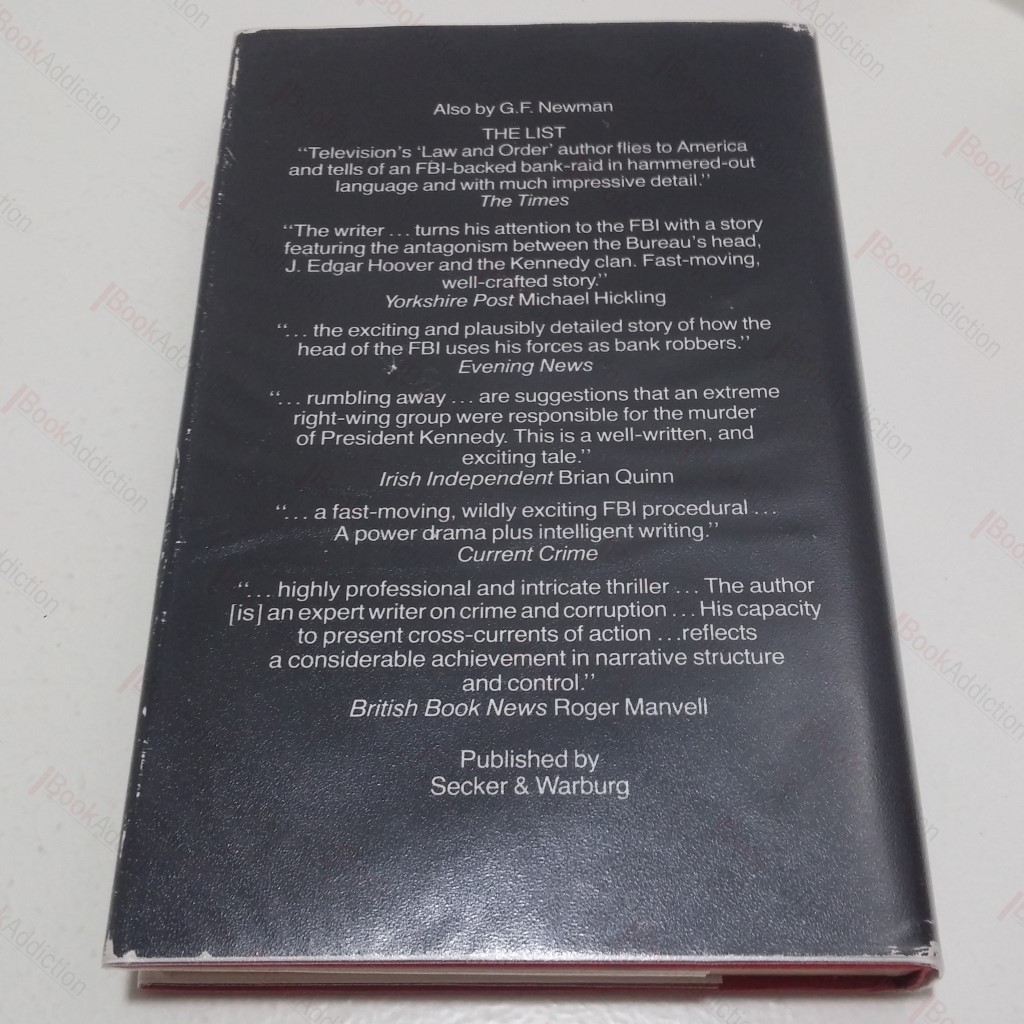 Also by G.F. Newman
THE LIST
“Television's ‘Law and Order’ author flies to America
and tells of an FBI-backed bank-raid in hammered-out
language and with much impressive detail.”
The Times
“The writer ... turns his attention to the FBI with a story
featuring the antagonism between the Bureau's head,
J. Edgar Hoover and the Kennedy clan. Fast-moving,
well-crafted story.”
Yorkshire Post Michael Hickling
“... the exciting and plausibly detailed story of how the
head of the FBI uses his forces as bank robbers.”
Evening News
“... rumbling away ... are suggestions that an extreme
right-wing group were responsible for the murder
of President Kennedy. This is a well-written, and
exciting tale.”
Irish Independent Brian Quinn
“... a fast-moving, wildly exciting FBI procedural ...
A power drama plus intelligent writing.”
Current Crime
“... highly professional and intricate thriller ... The author
[is] an expert writer on crime and corruption ... His capacity
to present cross-currents of action ...reflects
a considerable achievement in narrative structure
and control.”
British Book News Roger Manvell
Published by
Secker & Warburg
BookAddiction